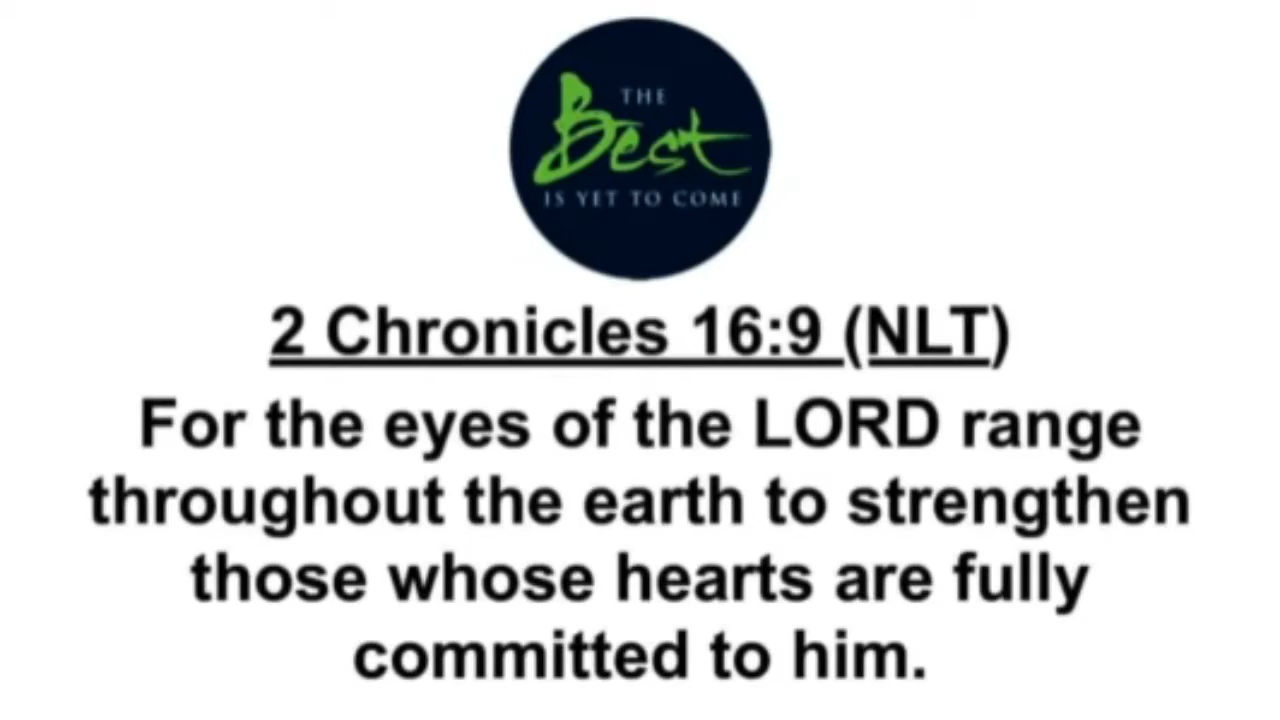 THE
Best
IS YET TO COME
2 Chronicles 16:9 (NLT)
For the eyes of the LORD range
throughout the earth to strengthen
those whose hearts are fully
committed to him.